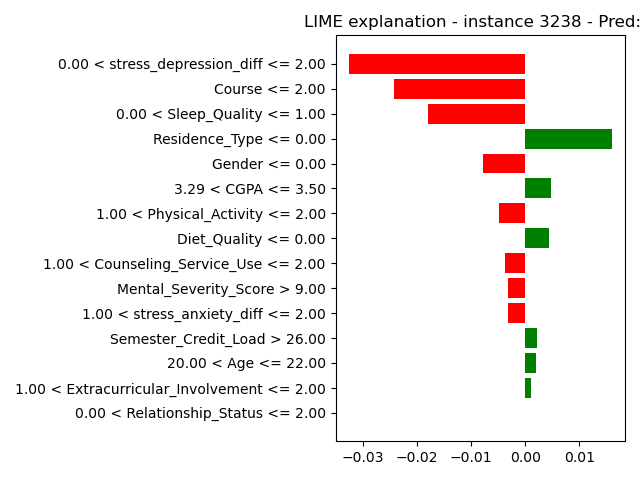 LIME explanation - instance 3238 - Pred:
0.00 < stress_depression_diff <= 2.00
Course <= 2.00
0.00 < Sleep_Quality <= 1.00
Residence_Type <= 0.00
Gender <= 0.00
3.29 < CGPA <= 3.50
1.00 < Physical_Activity <= 2.00
Diet_Quality <= 0.00
1.00 < Counseling_Service_Use <= 2.00
Mental_Severity_Score > 9.00
1.00 < stress_anxiety_diff <= 2.00
Semester_Credit_Load > 26.00
20.00 < Age <= 22.00
1.00 < Extracurricular_Involvement <= 2.00
0.00 < Relationship_Status <= 2.00
−0.03 −0.02 −0.01 0.00 0.01